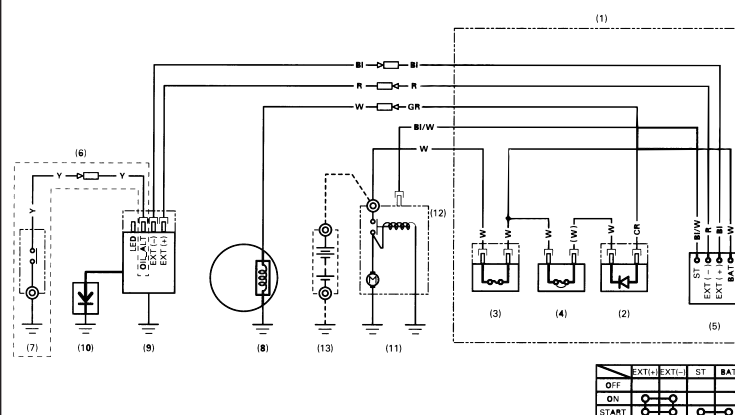 (1)
Bl Bl
R R
W GR
Bl/W
W
(6)
Y Y
Y
(12)
LED
OIL ALT
EXT (−)
EXT (+)
W
W
W
(W)
W
GR
Bl/W
R
Bl
W
ST
EXT (−)
EXT (+)
BAT
(3)
(4)
(2)
(5)
(7)
(10)
(9)
(8)
(13)
(11)
EXT(+) EXT(−) ST BAT
OFF
ON
START